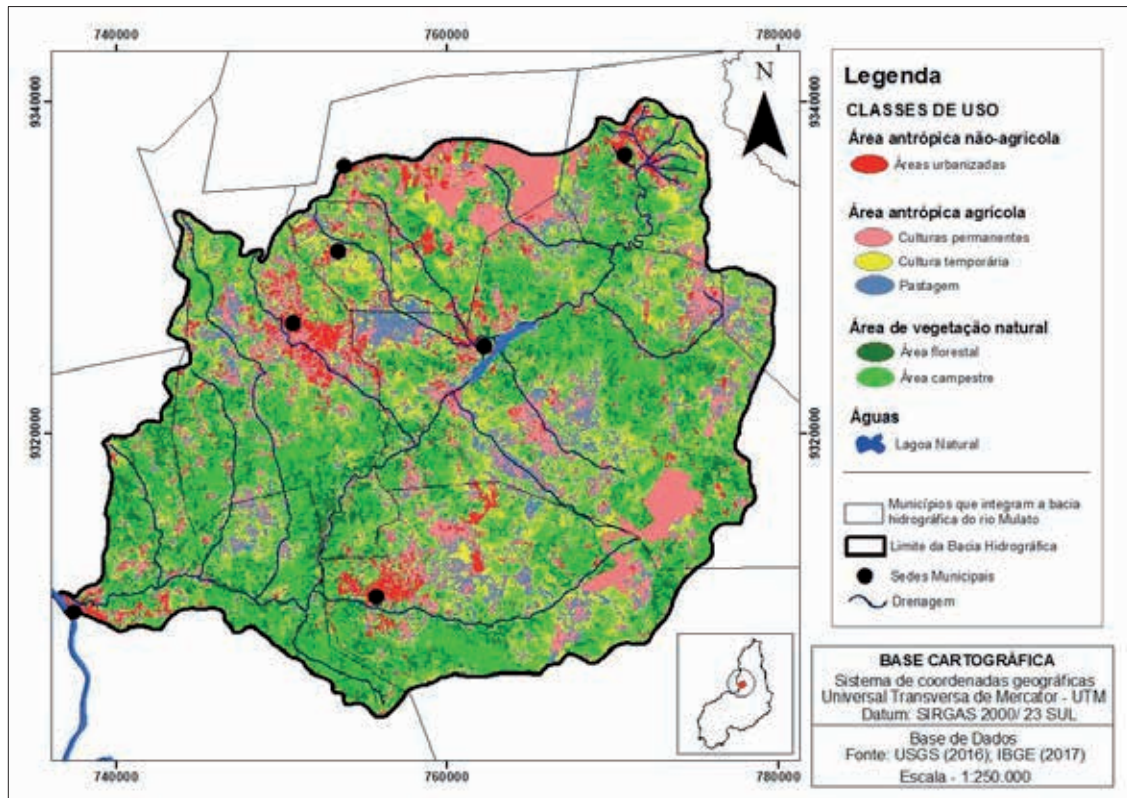 740000 760000 780000
9340000
9320000
740000 760000 780000
9340000
9320000
N
Legenda
CLASSES DE USO
Área antrópica não-agrícola
Áreas urbanizadas
Área antrópica agrícola
Culturas permanentes
Cultura temporária
Pastagem
Área de vegetação natural
Área florestal
Área campestre
Águas
Lagoa Natural
Municípios que integram a bacia
hidrográfica do rio Mulato
Limite da Bacia Hidrográfica
Sedes Municipais
Drenagem
BASE CARTOGRÁFICA
Sistema de coordenadas geográficas
Universal Transversa de Mercator - UTM
Datum: SIRGAS 2000/ 23 SUL
Base de Dados
Fonte: USGS (2016); IBGE (2017)
Escala - 1:250.000